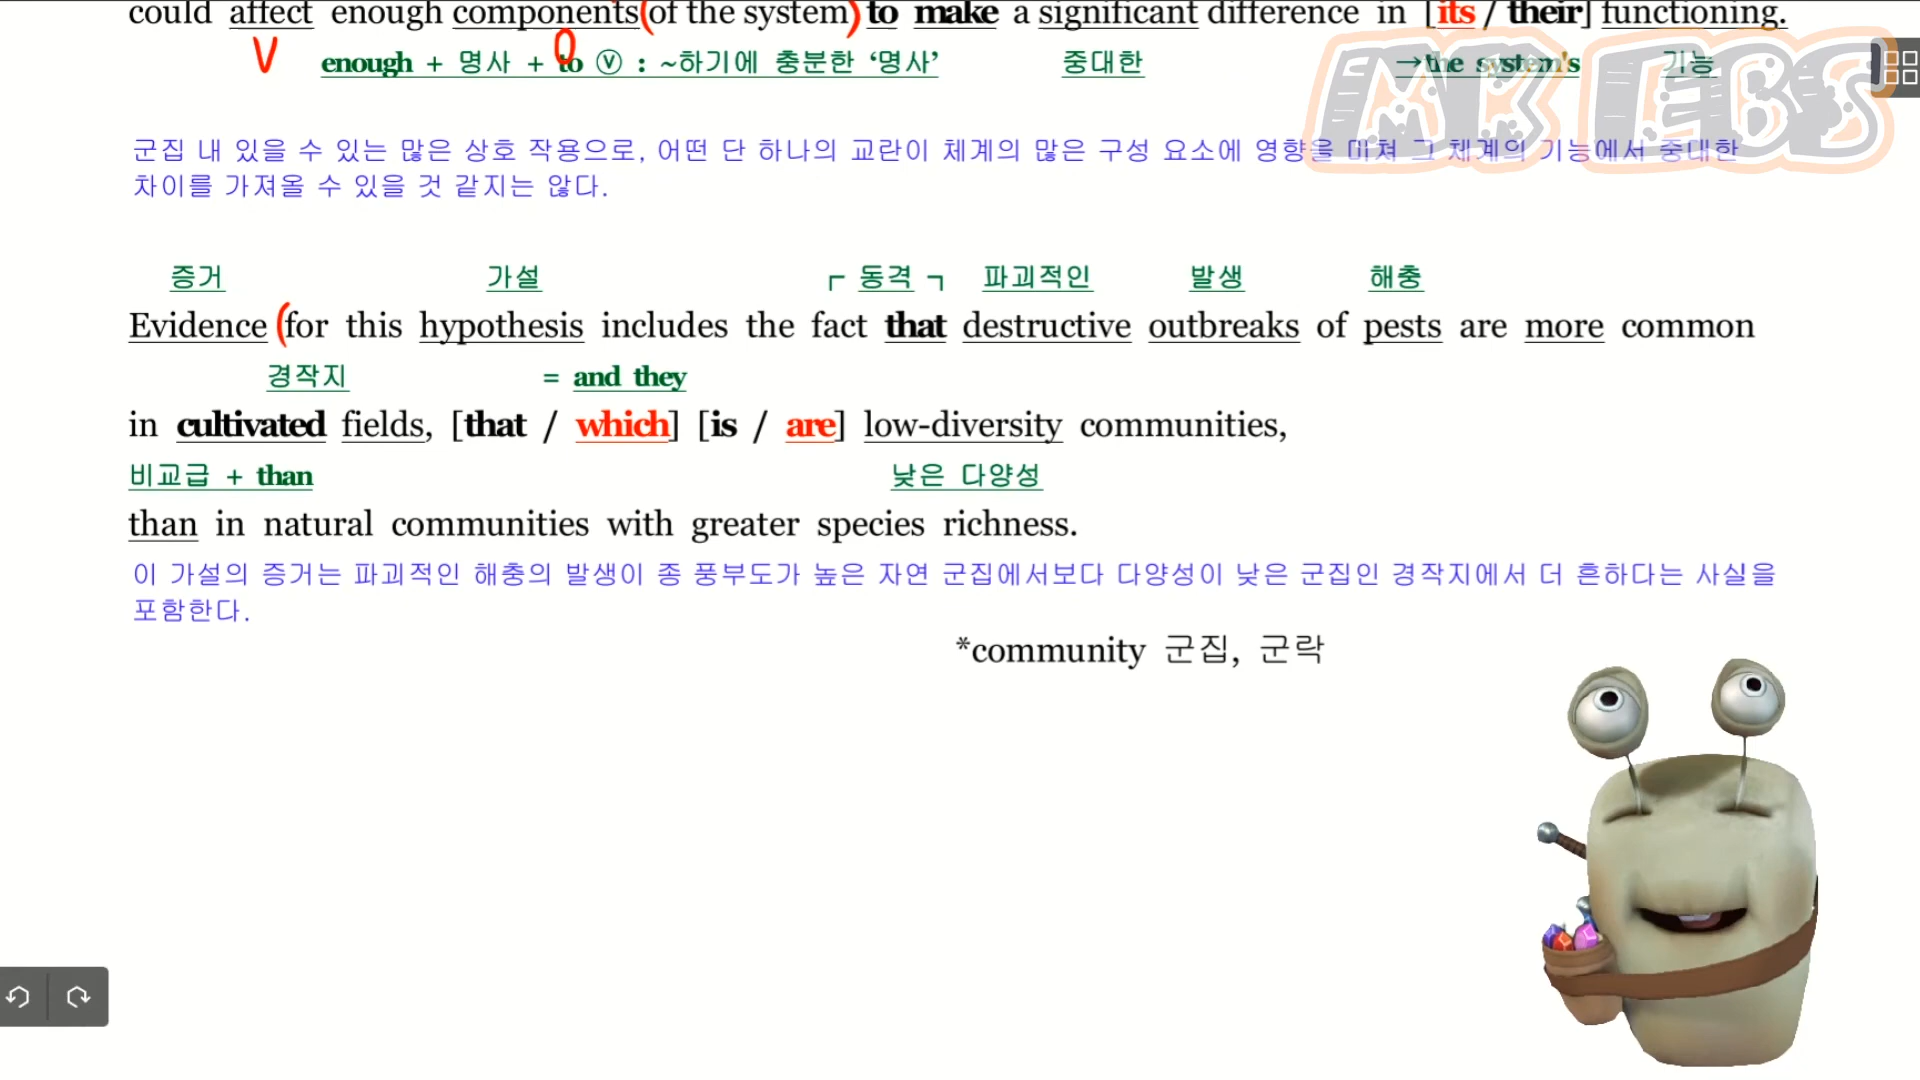 could affect enough components(of the system) to make a significant difference in [its / their] functioning.
V O
enough + 명사 + to ⓥ : ~하기에 충분한 ‘명사’ 중대한 →the system's 기능
MR EBS
군집 내 있을 수 있는 많은 상호 작용으로, 어떤 단 하나의 교란이 체계의 많은 구성 요소에 영향을 미쳐 그 체계의 기능에서 중대한
차이를 가져올 수 있을 것 같지는 않다.
증거 가설 ┌ 동격 ┐ 파괴적인 발생 해충
Evidence (for this hypothesis includes the fact that destructive outbreaks of pests are more common
경작지 = and they
in cultivated fields, [that / which] [is / are] low-diversity communities,
비교급 + than 낮은 다양성
than in natural communities with greater species richness.
이 가설의 증거는 파괴적인 해충의 발생이 종 풍부도가 높은 자연 군집에서보다 다양성이 낮은 군집인 경작지에서 더 흔하다는 사실을
포함한다.
*community 군집, 군락